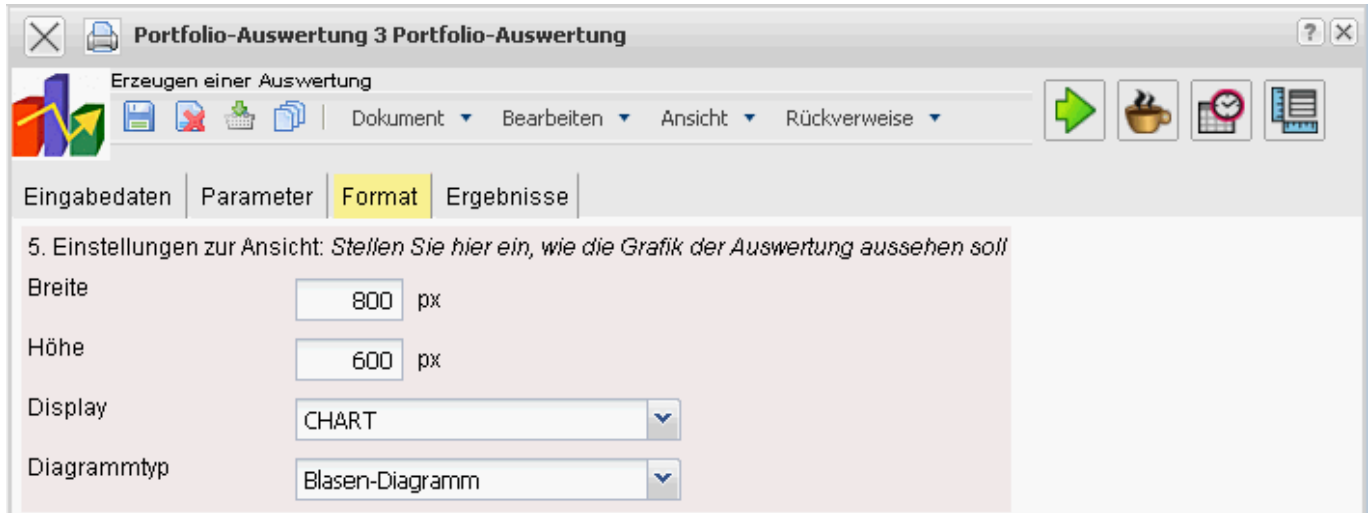 Portfolio-Auswertung 3 Portfolio-Auswertung
?
Erzeugen einer Auswertung
Dokument Bearbeiten Ansicht Rückverweise
Eingabedaten Parameter Format Ergebnisse
5. Einstellungen zur Ansicht: Stellen Sie hier ein, wie die Grafik der Auswertung aussehen soll
Breite 800 px
Höhe 600 px
Display CHART
Diagrammtyp Blasen-Diagramm